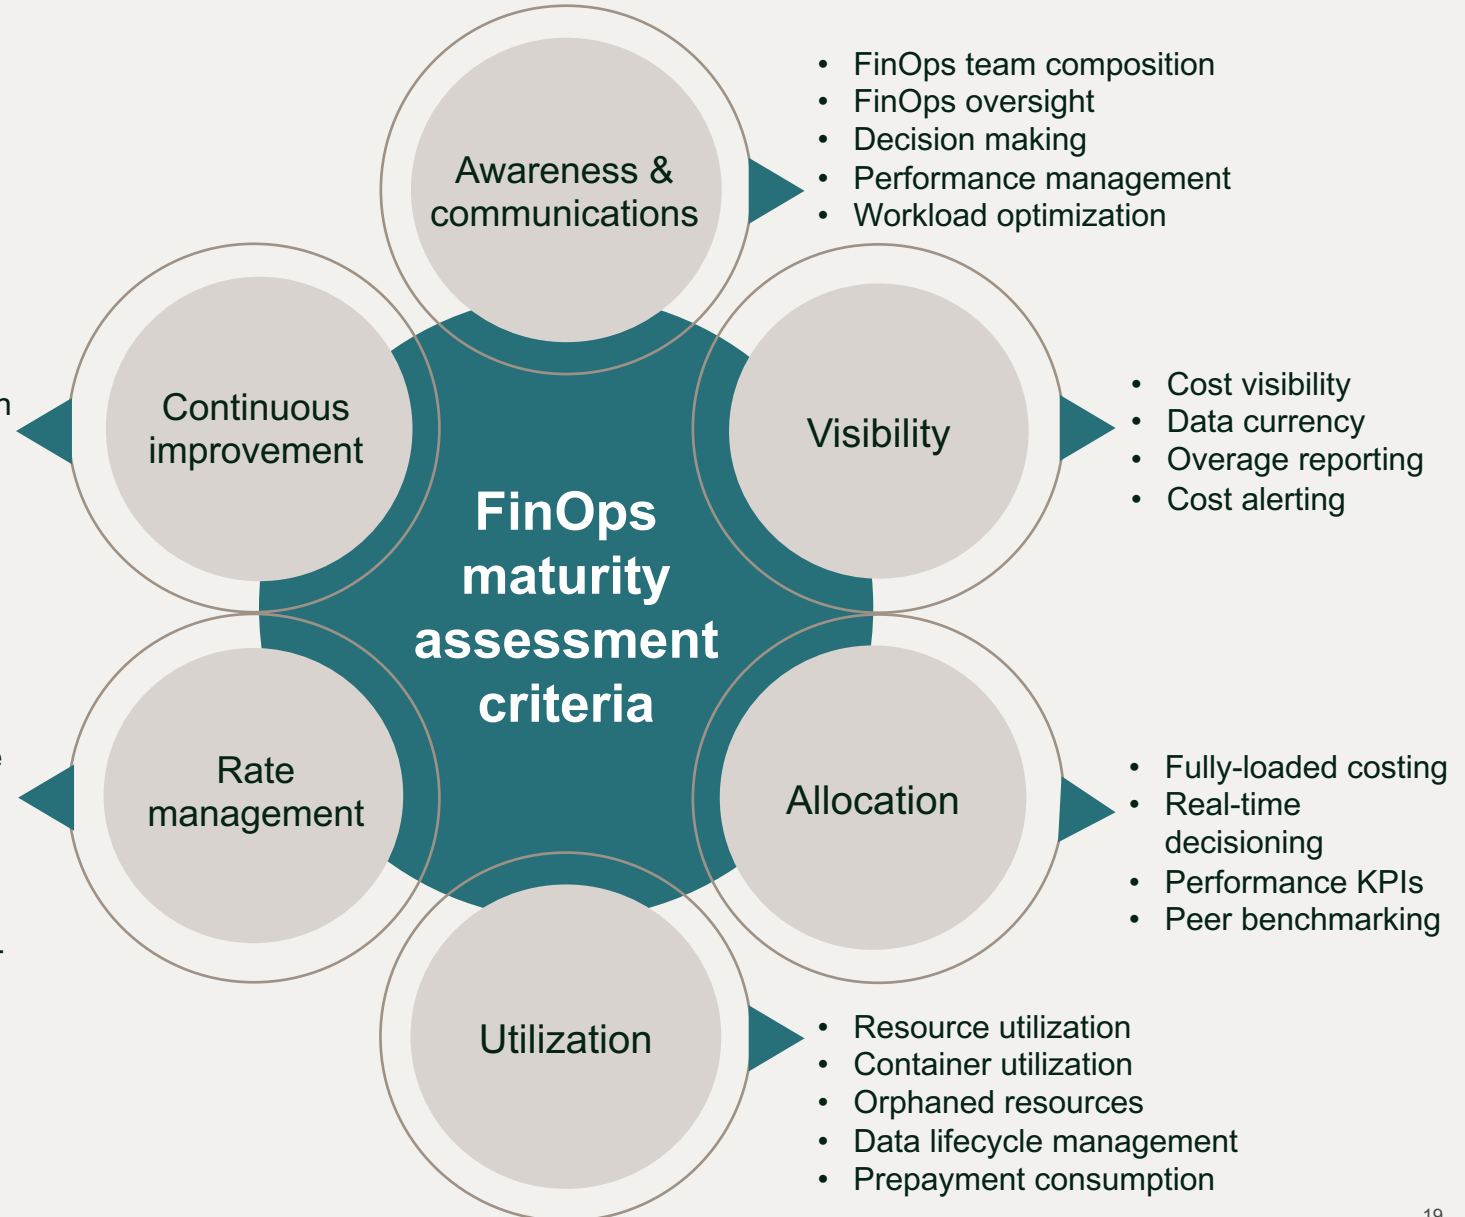 • FinOps team composition
• FinOps oversight
• Decision making
• Performance management
• Workload optimization
Awareness &
communications
Continuous
improvement
Visibility
• Cost visibility
• Data currency
• Overage reporting
• Cost alerting
FinOps
maturity
assessment
criteria
Rate
management
Allocation
• Fully-loaded costing
• Real-time
decisioning
• Performance KPIs
• Peer benchmarking
Utilization
• Resource utilization
• Container utilization
• Orphaned resources
• Data lifecycle management
• Prepayment consumption
19